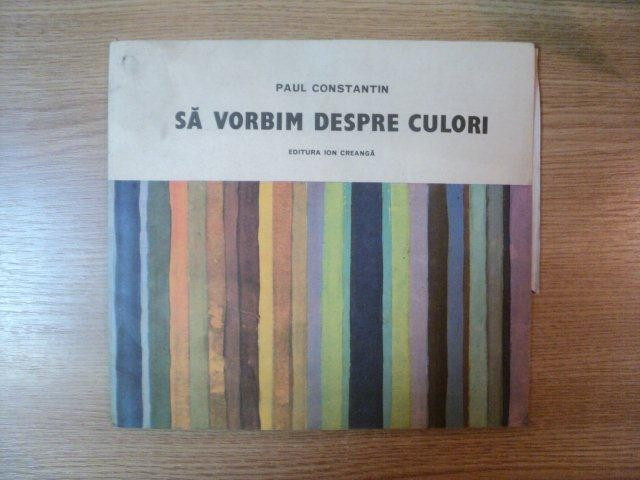 PAUL CONSTANTIN
SĂ VORBIM DESPRE CULORI
EDITURA ION CREANGĂ